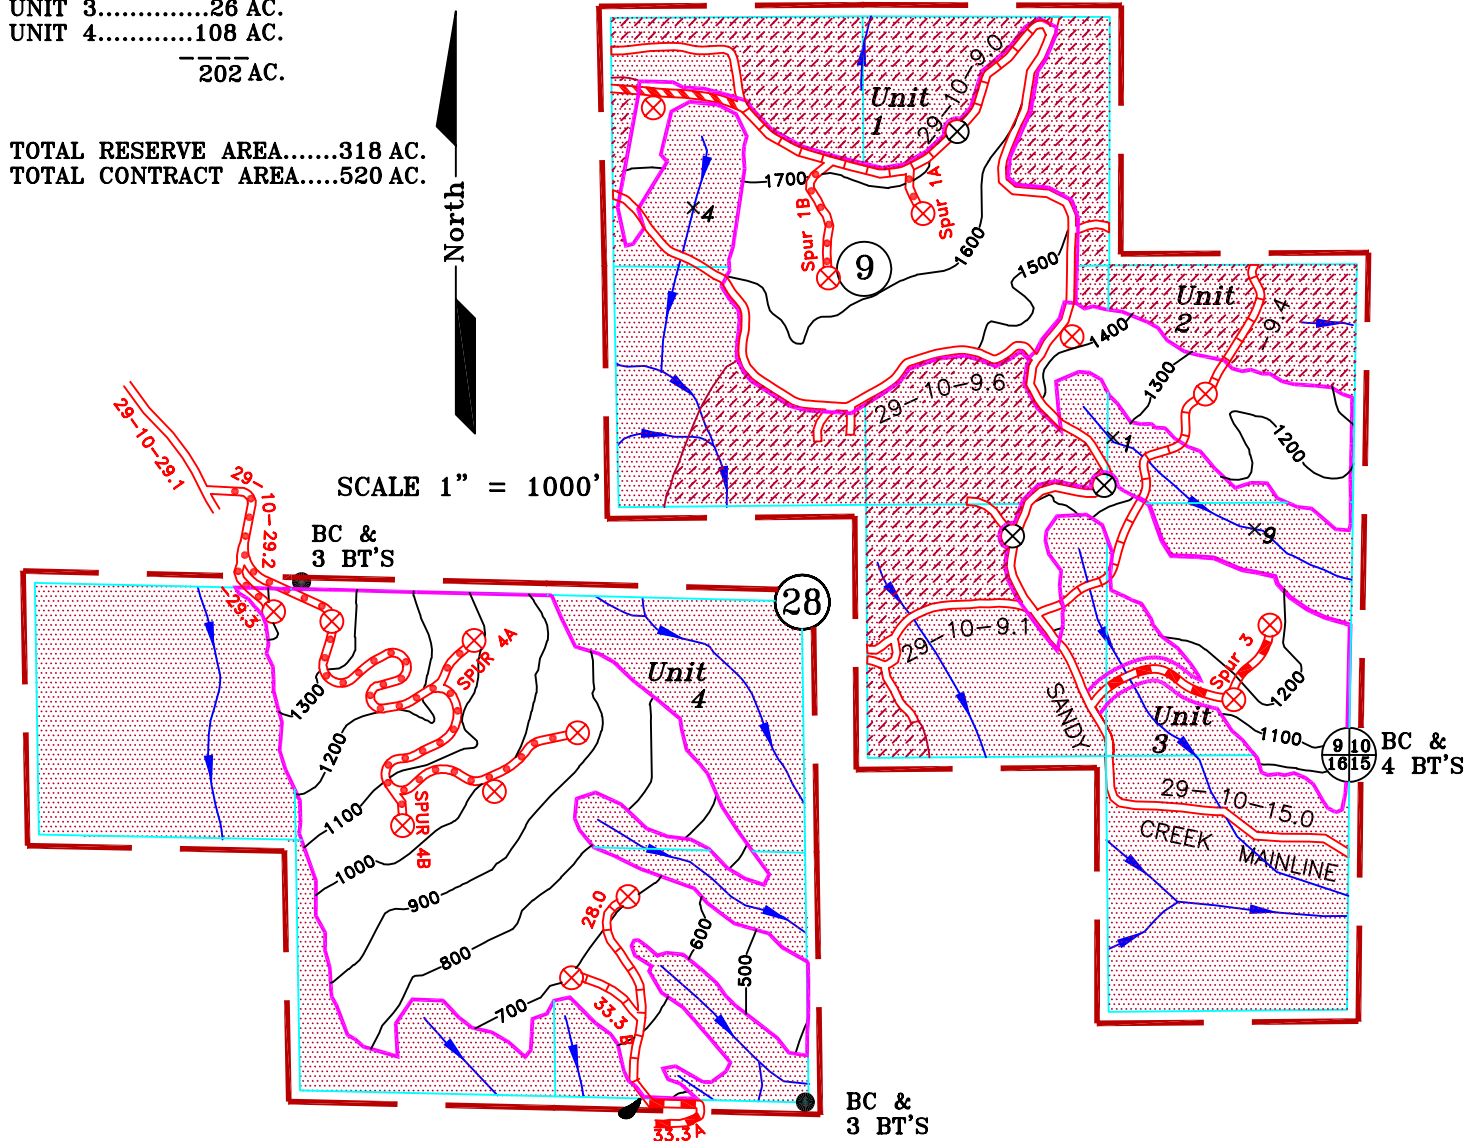 UNIT 3.............26 AC.
UNIT 4............108 AC.
202 AC.
TOTAL RESERVE AREA.......318 AC.
TOTAL CONTRACT AREA.....520 AC.
North
SCALE 1" = 1000'
Unit
1
29-10-9.0
1700
Spur 1B
Spur 1A
4
9
1600
1500
Unit
2
-9.4
1400
1300
29-10-9.6
1200
1
9
29-10-29.1
29-10-29.2
-29.3
BC &
3 BT'S
28
29-10-9.1
SANDY
Spur 3
1200
Unit
3
1100
9 10
16 15
BC &
4 BT'S
29-10-15.0
CREEK MAINLINE
SPUR 4A
Unit
4
1300
1200
1100
SPUR 4B
1000
900
800
700
28.0
600
500
33.3 B
33.3A
BC &
3 BT'S